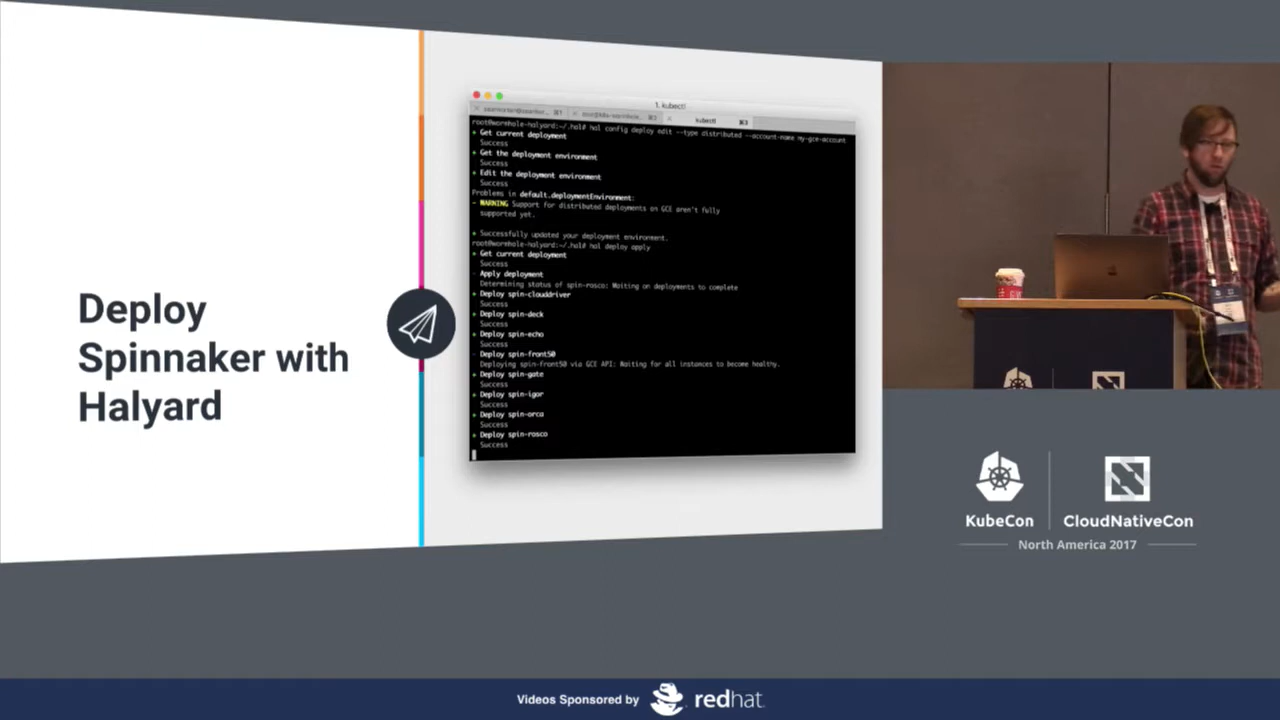 Deploy
Spinnaker with
Halyard
1. kubectl
kubectl ⌘3
root@wormhole-halyard:~/.hal# hal config deploy edit --type distributed --account-name my-gce-account
+ Get current deployment
Success
+ Get the deployment environment
Success
+ Edit the deployment environment
Success
Problems in default.deploymentEnvironment:
- WARNING Support for distributed deployments on GCE aren't fully
supported yet.
+ Successfully updated your deployment environment.
root@wormhole-halyard:~/.hal# hal deploy apply
+ Get current deployment
Success
- Apply deployment
Determining status of spin-rosco: Waiting on deployments to complete
+ Deploy spin-clouddriver
Success
+ Deploy spin-deck
Success
+ Deploy spin-echo
Success
- Deploy spin-front50
Deploying spin-front50 via GCE API: Waiting for all instances to become healthy.
+ Deploy spin-gate
Success
+ Deploy spin-igor
Success
+ Deploy spin-orca
Success
+ Deploy spin-rosco
Success
KubeCon
CloudNativeCon
North America 2017
Videos Sponsored by redhat.